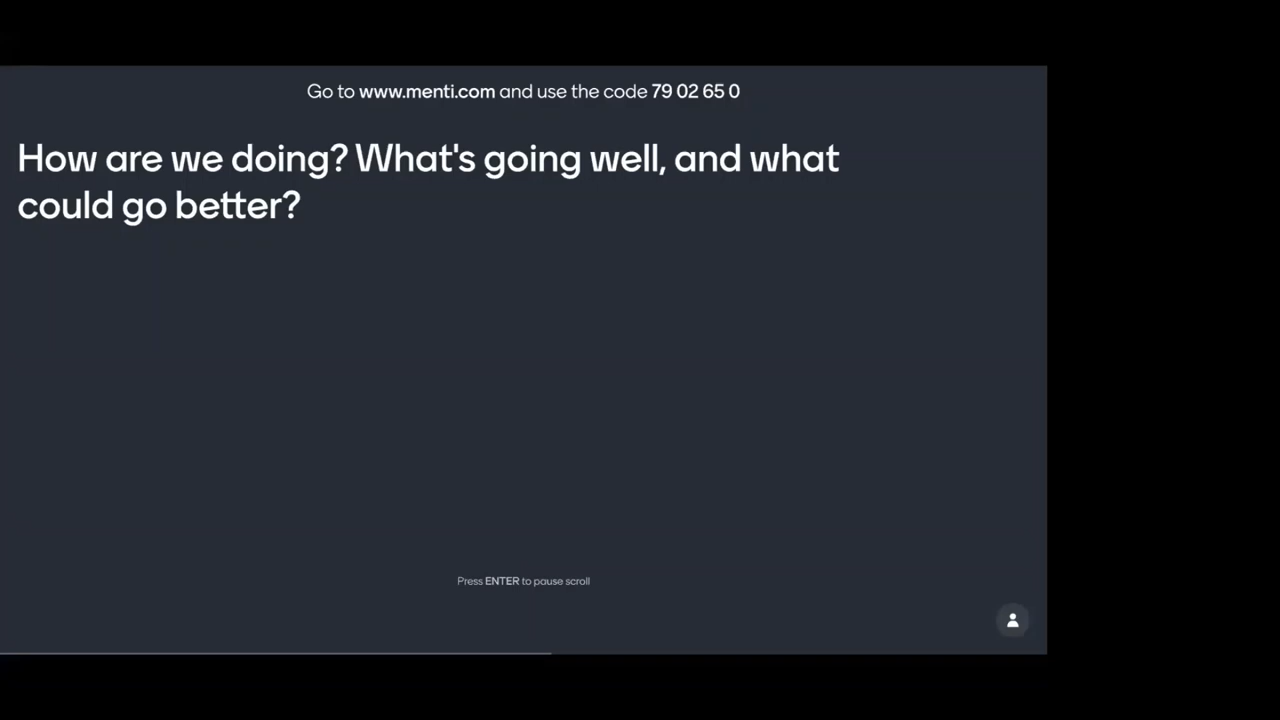 Go to www.menti.com and use the code 79 02 65 0
How are we doing? What's going well, and what
could go better?
Press ENTER to pause scroll